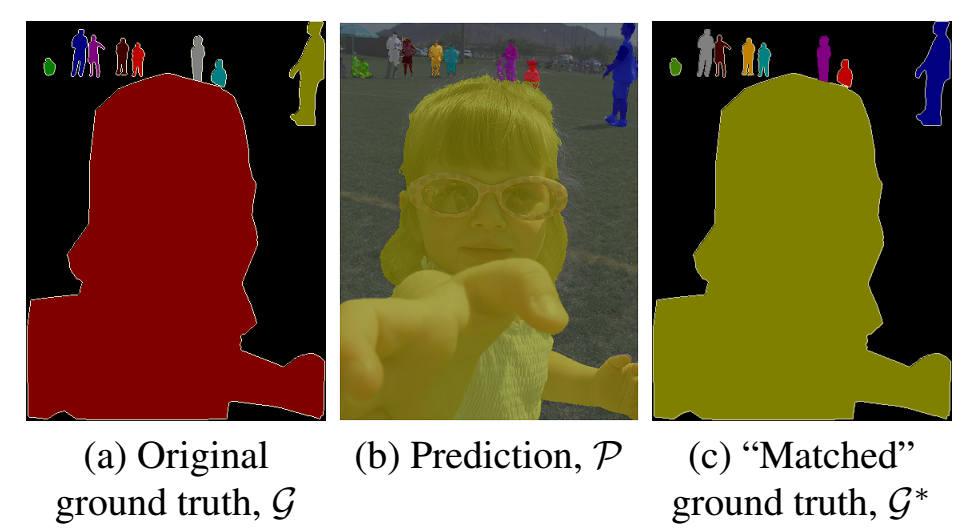 (a) Original
ground truth, 𝒢
(b) Prediction, 𝒫
(c) “Matched”
ground truth, 𝒢*